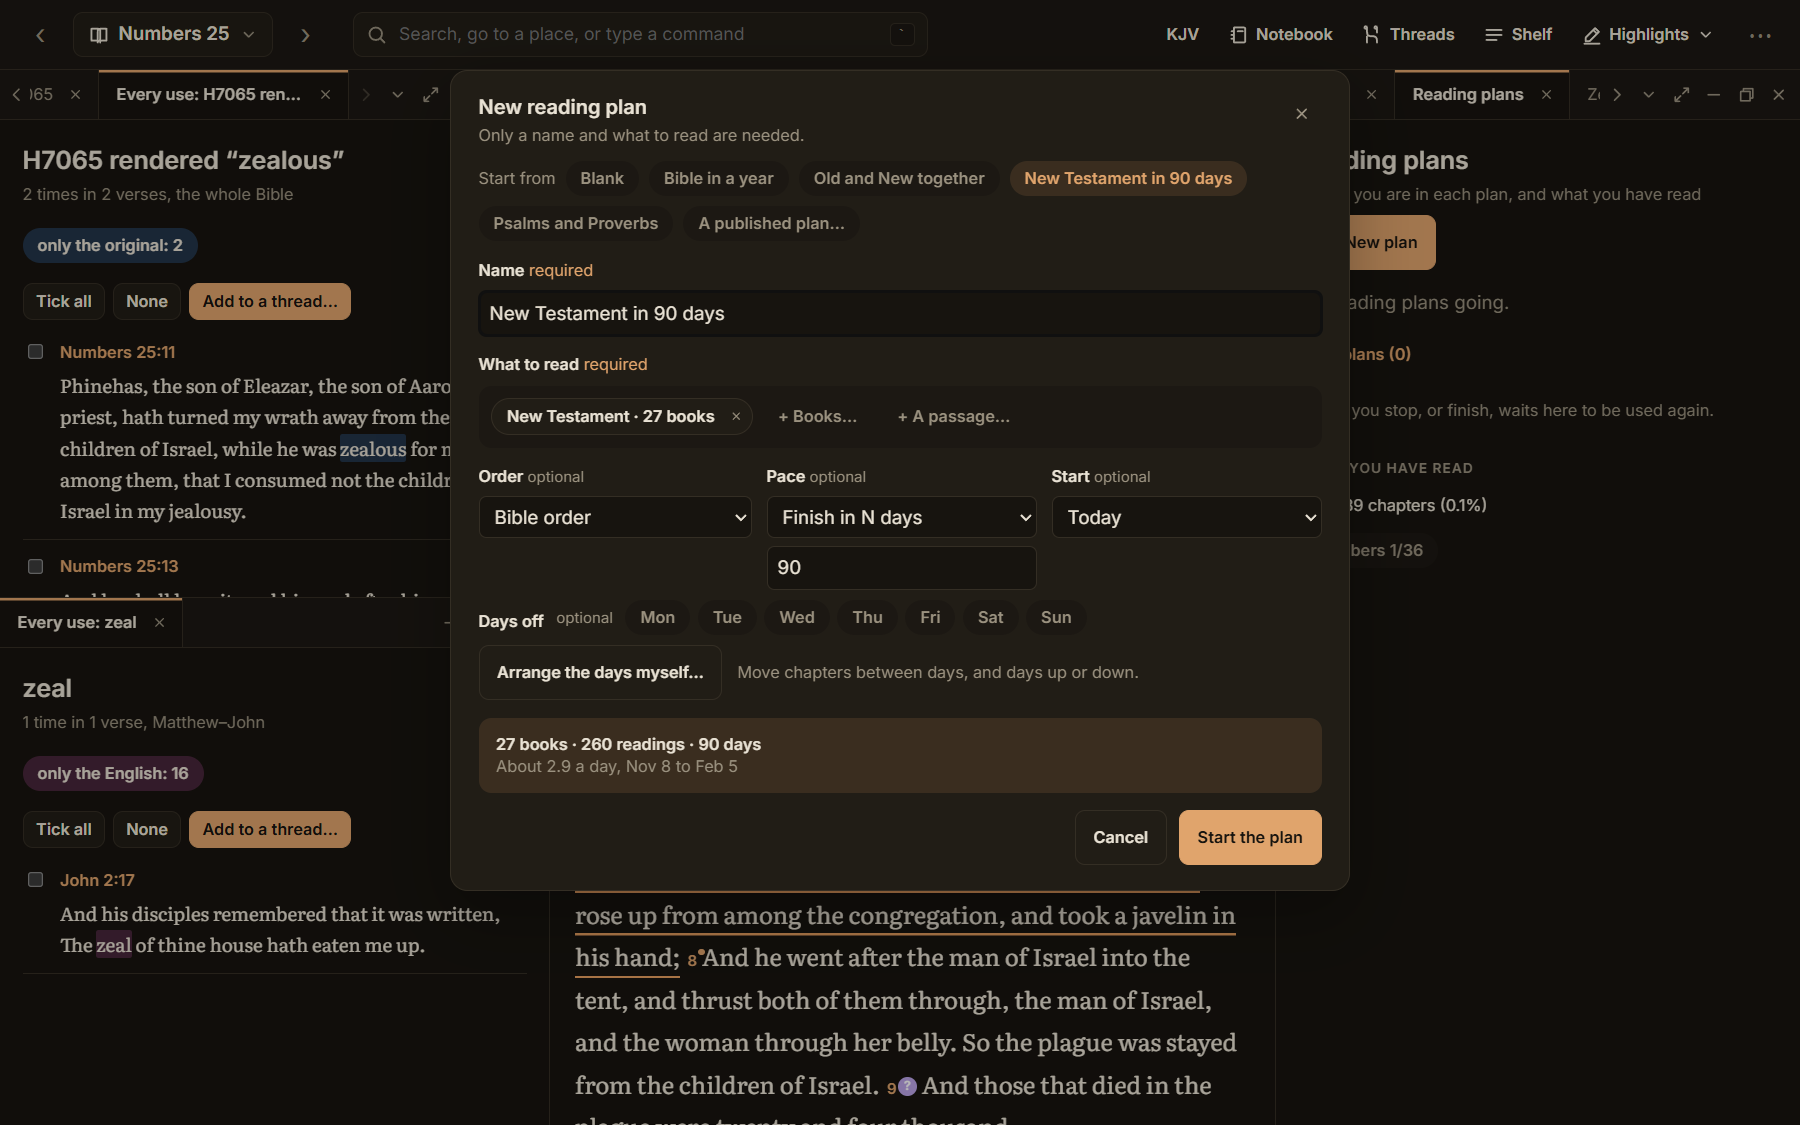 Numbers 25
Search, go to a place, or type a command
KJV
Notebook
Threads
Shelf
Highlights
Every use: H7065 ren...
H7065 rendered “zealous”
2 times in 2 verses, the whole Bible
only the original: 2
Tick all
None
Add to a thread...
Numbers 25:11
Phinehas, the son of Eleazar, the son of Aaro
priest, hath turned my wrath away from the
children of Israel, while he was zealous for
among them, that I consumed not the childr
Israel in my jealousy.
Numbers 25:13
Every use: zeal
zeal
1 time in 1 verse, Matthew–John
only the English: 16
Tick all
None
Add to a thread...
John 2:17
And his disciples remembered that it was written,
The zeal of thine house hath eaten me up.
New reading plan
Only a name and what to read are needed.
Start from
Blank
Bible in a year
Old and New together
New Testament in 90 days
Psalms and Proverbs
A published plan...
Name required
New Testament in 90 days
What to read required
New Testament · 27 books
+ Books...
+ A passage...
Order optional
Pace optional
Start optional
Bible order
Finish in N days
Today
90
Days off optional
Mon
Tue
Wed
Thu
Fri
Sat
Sun
Arrange the days myself...
Move chapters between days, and days up or down.
27 books · 260 readings · 90 days
About 2.9 a day, Nov 8 to Feb 5
Cancel
Start the plan
rose up from among the congregation, and took a javelin in
his hand; 8 And he went after the man of Israel into the
tent, and thrust both of them through, the man of Israel,
and the woman through her belly. So the plague was stayed
from the children of Israel. 9 ? And those that died in the
plague were twenty and four thousand.
Reading plans
ding plans
you are in each plan, and what you have read
New plan
ading plans going.
plans (0)
you stop, or finish, waits here to be used again.
YOU HAVE READ
89 chapters (0.1%)
bers 1/36